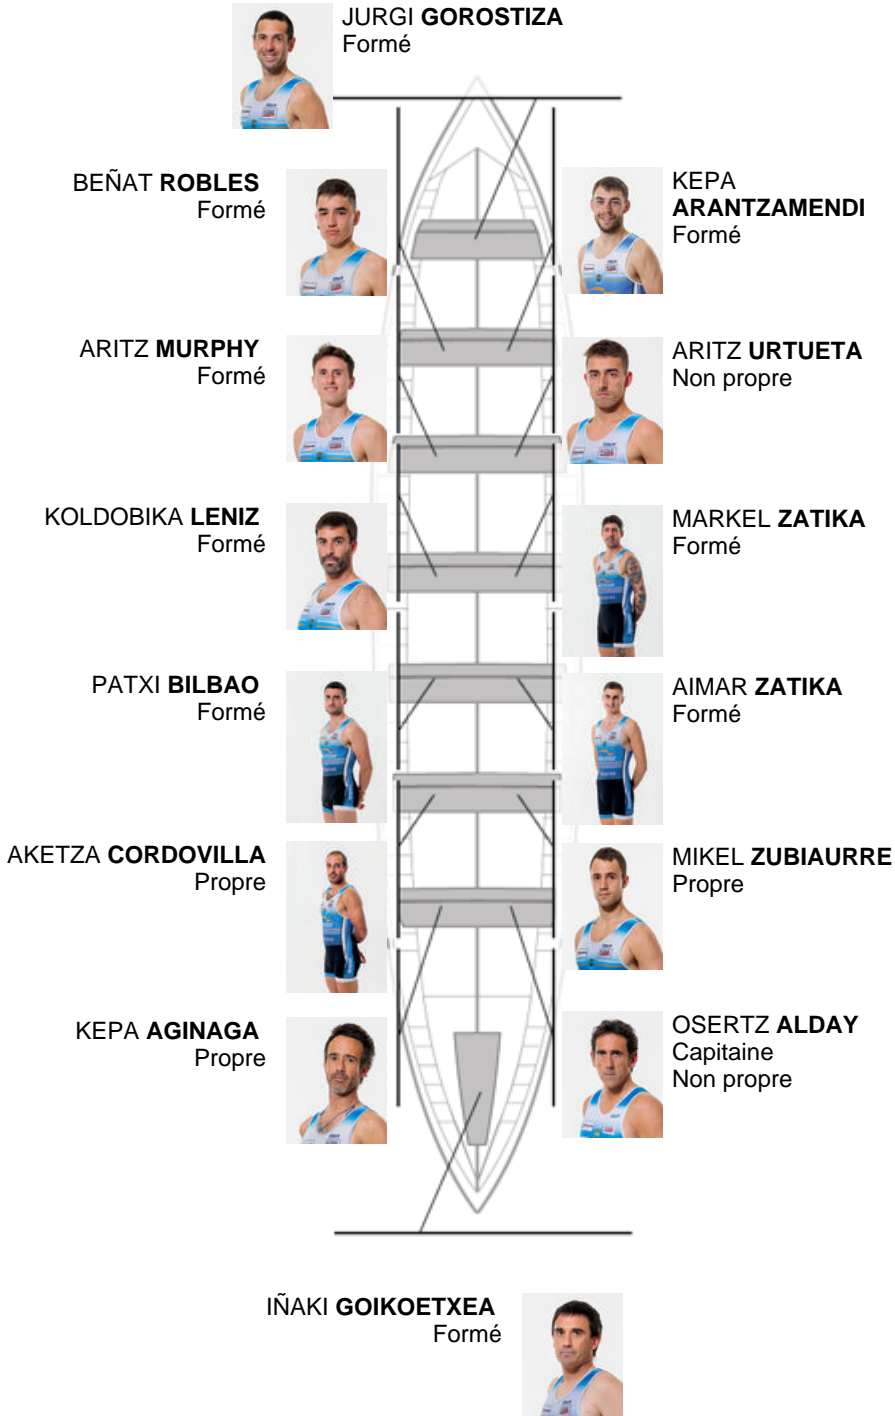 JURGI GOROSTIZA
Formé
BEÑAT ROBLES
Formé
KEPA
ARANTZAMENDI
Formé
ARITZ MURPHY
Formé
ARITZ URTUETA
Non propre
KOLDOBIKA LENIZ
Formé
MARKEL ZATIKA
Formé
PATXI BILBAO
Formé
AIMAR ZATIKA
Formé
AKETZA CORDOVILLA
Propre
MIKEL ZUBIAURRE
Propre
KEPA AGINAGA
Propre
OSERTZ ALDAY
Capitaine
Non propre
IÑAKI GOIKOETXEA
Formé